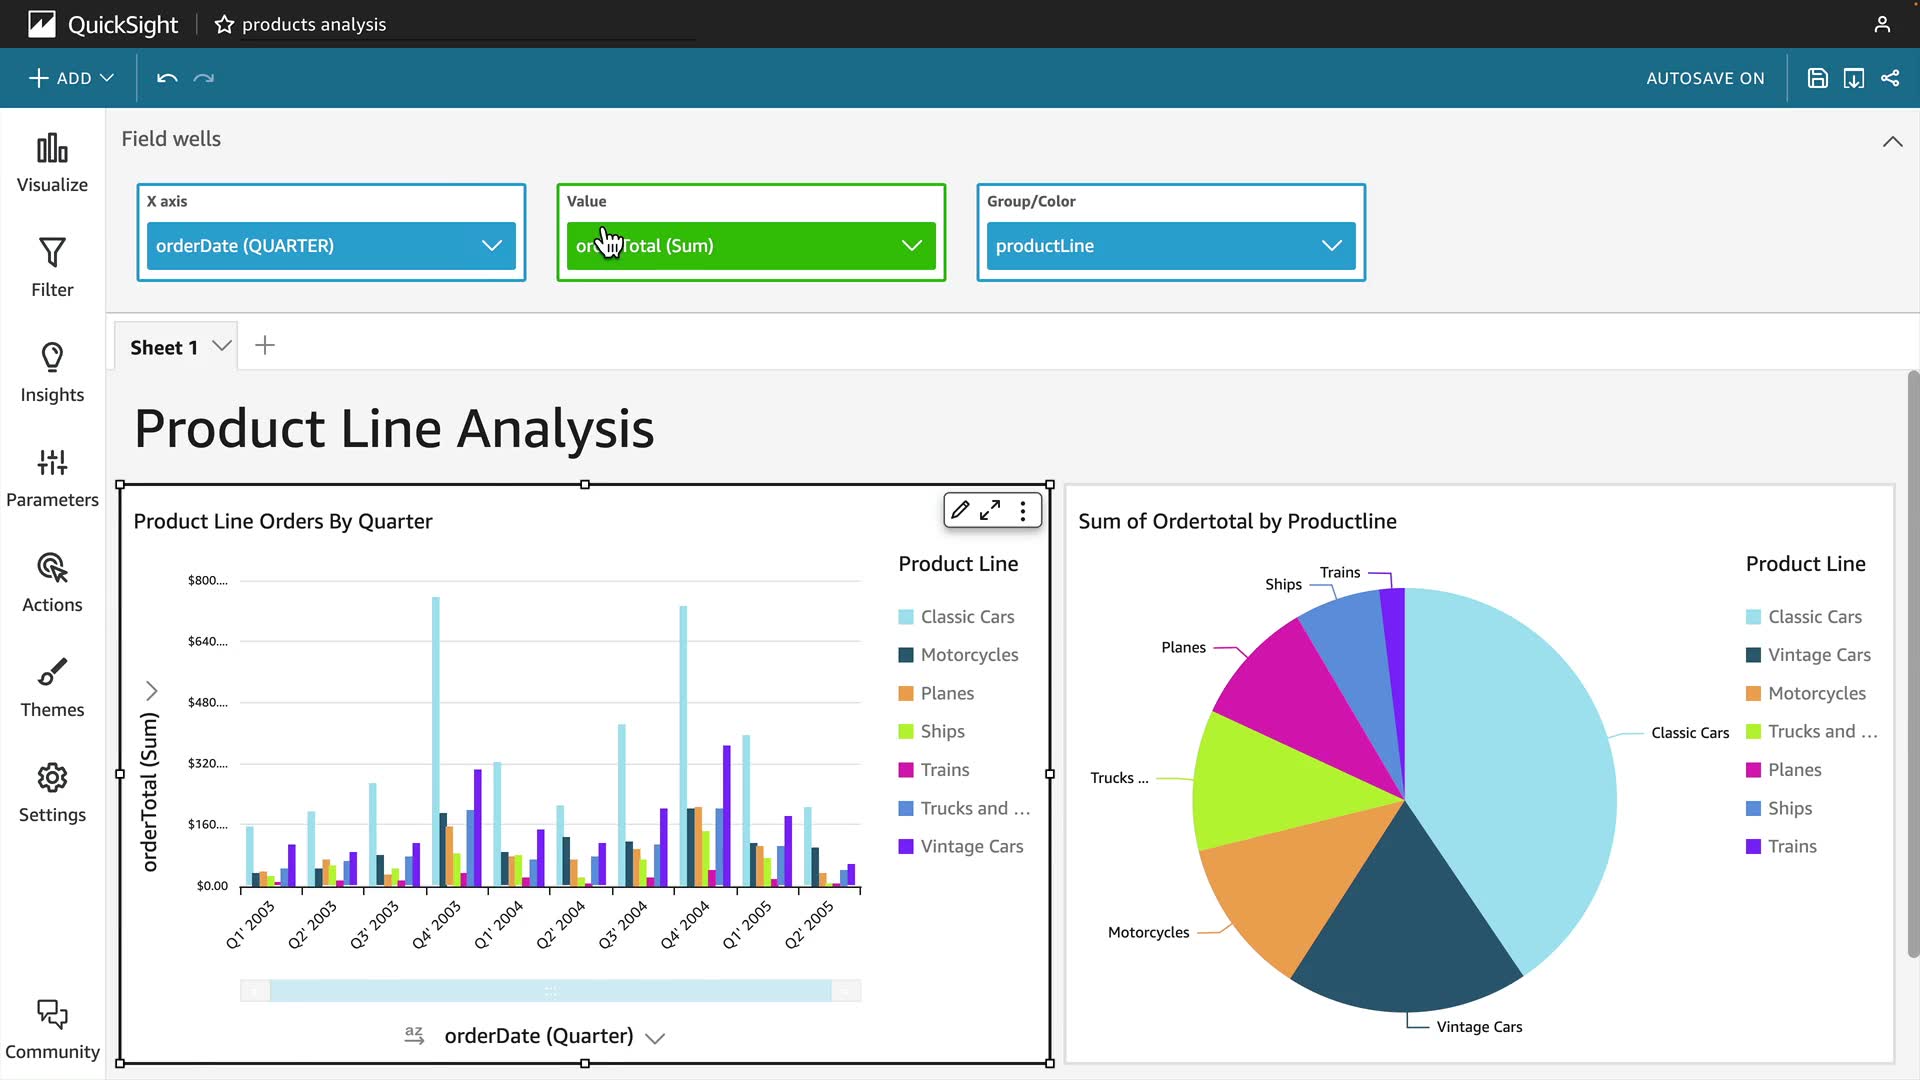 QuickSight
products analysis
ADD
AUTOSAVE ON
Field wells
Visualize
Filter
Insights
Parameters
Actions
Themes
Settings
Community
X axis
orderDate (QUARTER)
Value
or Total (Sum)
Group/Color
productLine
Sheet 1
Product Line Analysis
Product Line Orders By Quarter
orderTotal (Sum)
$800....
$640....
$480....
$320....
$160....
$0.00
Q1' 2003
Q2' 2003
Q3' 2003
Q4' 2003
Q1' 2004
Q2' 2004
Q3' 2004
Q4' 2004
Q1' 2005
Q2' 2005
az
orderDate (Quarter)
Product Line
Classic Cars
Motorcycles
Planes
Ships
Trains
Trucks and ...
Vintage Cars
Sum of Ordertotal by Productline
Trains
Ships
Planes
Trucks ...
Motorcycles
Vintage Cars
Classic Cars
Product Line
Classic Cars
Vintage Cars
Motorcycles
Trucks and ...
Planes
Ships
Trains